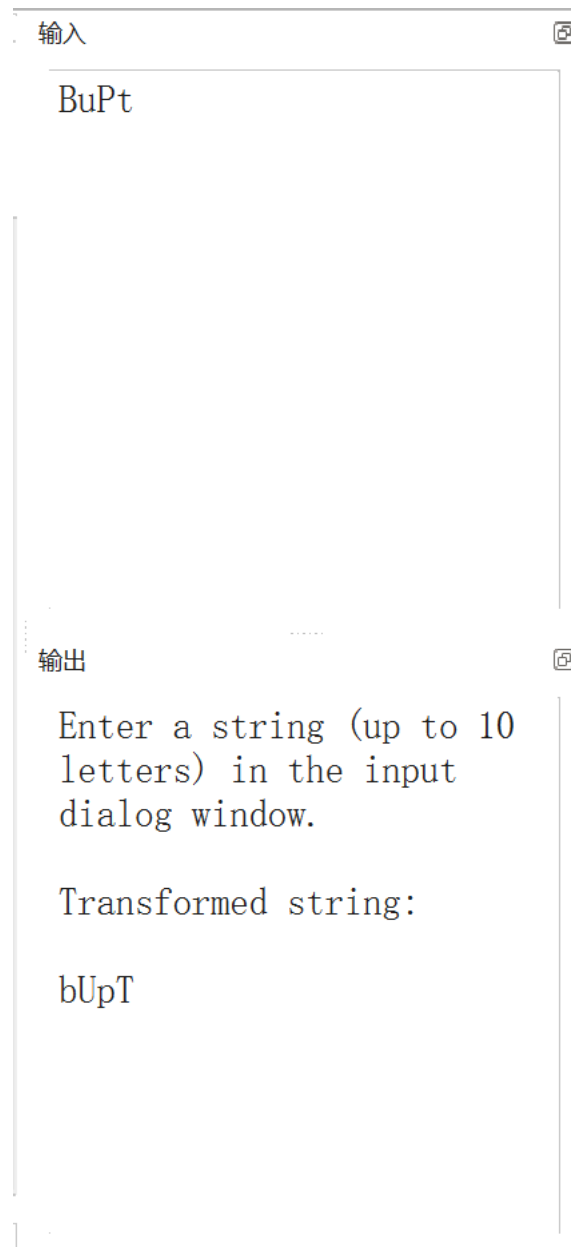 输入
BuPt
输出
Enter a string (up to 10
letters) in the input
dialog window.
Transformed string:
bUpT